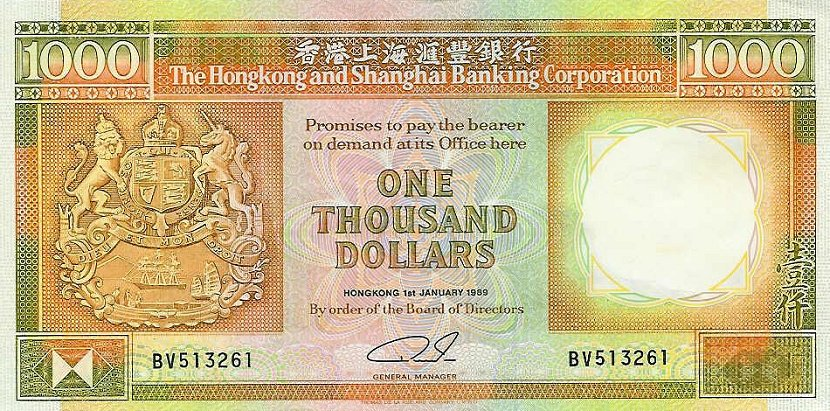 1000
香港上海滙豐銀行
The Hongkong and Shanghai Banking Corporation
1000
Promises to pay the bearer
on demand at its Office here
ONE
THOUSAND
DOLLARS
HONGKONG 1st JANUARY 1989
By order of the Board of Directors
GENERAL MANAGER
DIEU ET MON DROIT
壹仟
BV513261
BV513261